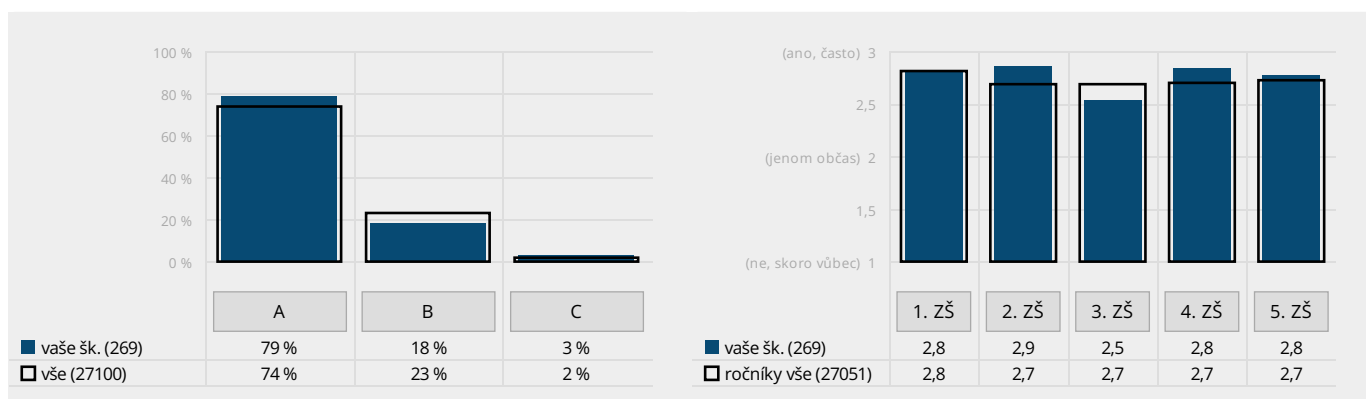 100 %
80 %
60 %
40 %
20 %
0 %
A B C
vaše šk. (269) 79 % 18 % 3 %
vše (27100) 74 % 23 % 2 %
(ano, často) 3
2,5
(jenom občas) 2
1,5
(ne, skoro vůbec) 1
1. ZŠ 2. ZŠ 3. ZŠ 4. ZŠ 5. ZŠ
vaše šk. (269) 2,8 2,9 2,5 2,8 2,8
ročníky vše (27051) 2,8 2,7 2,7 2,7 2,7